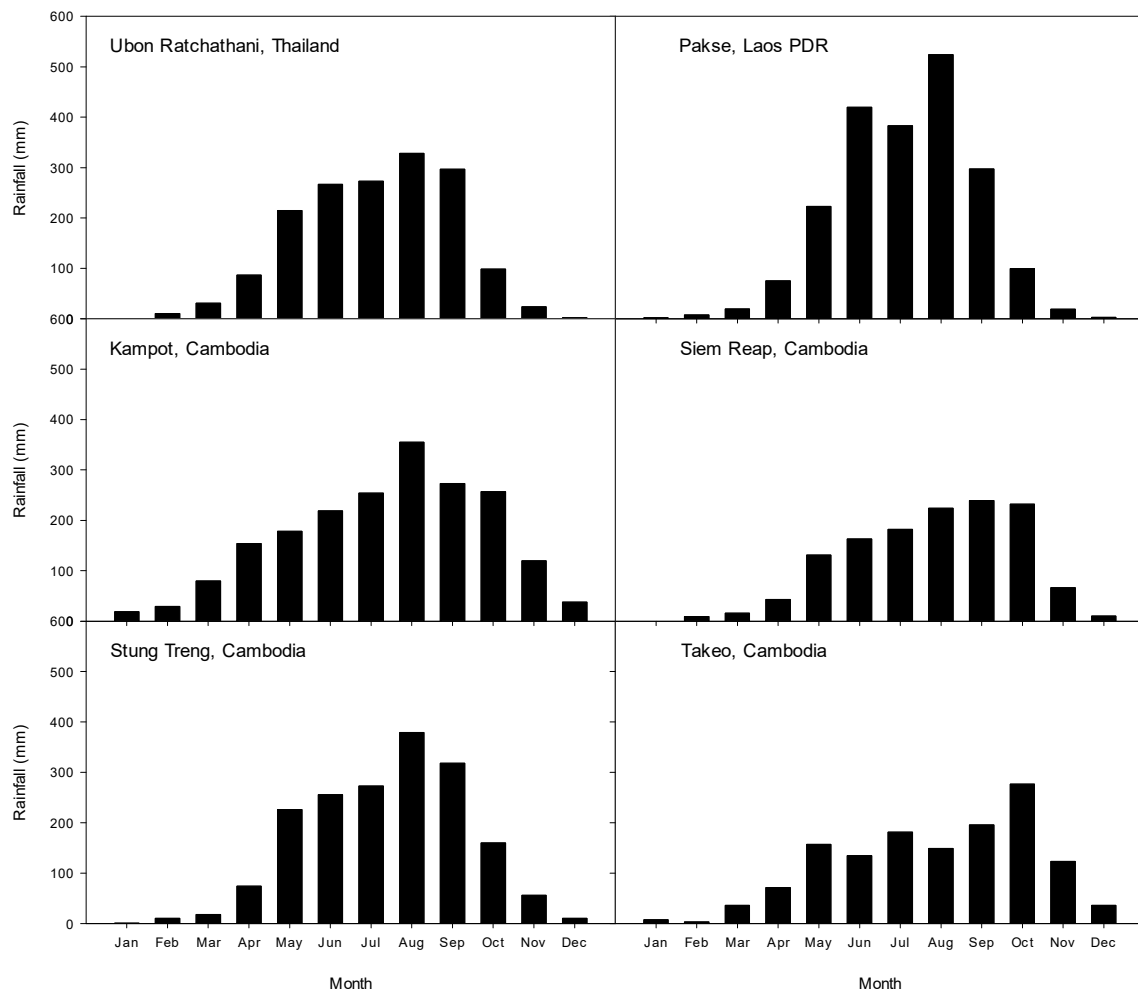 600
Ubon Ratchathani, Thailand
Pakse, Laos PDR
500
400
300
200
100
Rainfall (mm)
600
0
Kampot, Cambodia
Siem Reap, Cambodia
500
400
300
200
100
Rainfall (mm)
600
0
Stung Treng, Cambodia
Takeo, Cambodia
500
400
300
200
100
0
Rainfall (mm)
Jan Feb Mar Apr May Jun Jul Aug Sep Oct Nov Dec
Jan Feb Mar Apr May Jun Jul Aug Sep Oct Nov Dec
Month
Month